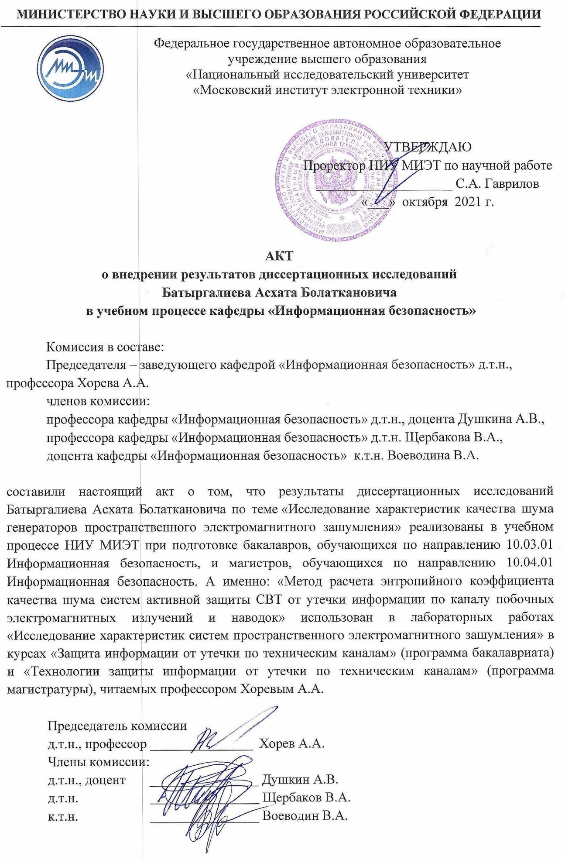 МИНИСТЕРСТВО НАУКИ И ВЫСШЕГО ОБРАЗОВАНИЯ РОССИЙСКОЙ ФЕДЕРАЦИИ
Федеральное государственное автономное образовательное
учреждение высшего образования
«Национальный исследовательский университет
«Московский институт электронной техники»
УТВЕРЖДАЮ
Проректор НИУ МИЭТ по научной работе
____________________ С.А. Гаврилов
«___» октября 2021 г.
АКТ
о внедрении результатов диссертационных исследований
Батыргалиева Асхата Болаткановича
в учебном процессе кафедры «Информационная безопасность»
Комиссия в составе:
Председателя – заведующего кафедрой «Информационная безопасность» д.т.н.,
профессора Хорева А.А.
членов комиссии:
профессора кафедры «Информационная безопасность» д.т.н., доцента Душкина А.В.,
профессора кафедры «Информационная безопасность» д.т.н. Щербакова В.А.,
доцента кафедры «Информационная безопасность» к.т.н. Воеводина В.А.
составили настоящий акт о том, что результаты диссертационных исследований
Батыргалиева Асхата Болаткановича по теме «Исследование характеристик качества шума
генераторов пространственного электромагнитного зашумления» реализованы в учебном
процессе НИУ МИЭТ при подготовке бакалавров, обучающихся по направлению 10.03.01
Информационная безопасность, и магистров, обучающихся по направлению 10.04.01
Информационная безопасность. А именно: «Метод расчета энтропийного коэффициента
качества шума систем активной защиты СВТ от утечки информации по каналу побочных
электромагнитных излучений и наводок» использован в лабораторных работах
«Исследование характеристик систем пространственного электромагнитного зашумления» в
курсах «Защита информации от утечки по техническим каналам» (программа бакалавриата)
и «Технологии защиты информации от утечки по техническим каналам» (программа
магистратуры), читаемых профессором Хоревым А.А.
Председатель комиссии
д.т.н., профессор _______________ Хорев А.А.
Члены комиссии:
д.т.н., доцент _______________ Душкин А.В.
д.т.н. _______________ Щербаков В.А.
к.т.н. _______________ Воеводин В.А.